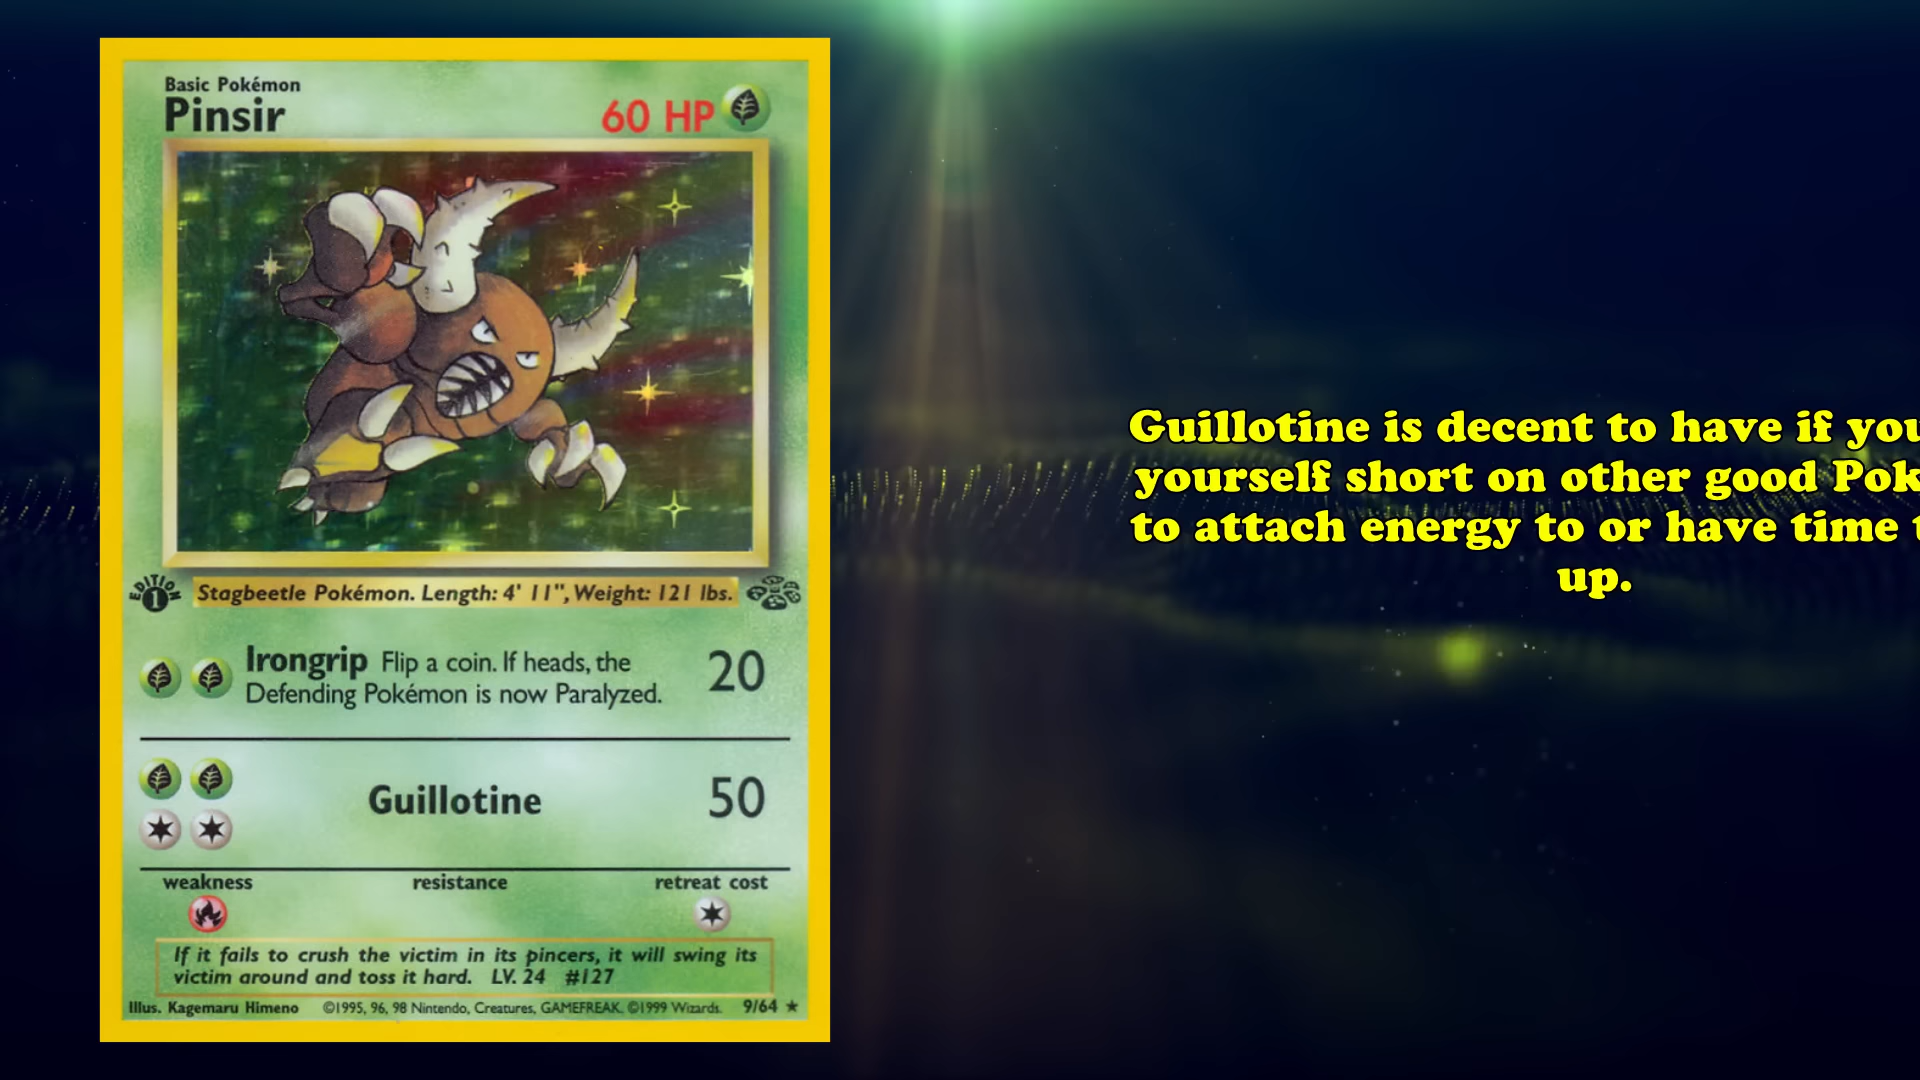 Basic Pokémon
Pinsir
60 HP
EDITION
1
Stagbeetle Pokémon. Length: 4' 11", Weight: 121 lbs.
Irongrip Flip a coin. If heads, the
Defending Pokémon is now Paralyzed.
20
Guillotine
50
weakness
resistance
retreat cost
If it fails to crush the victim in its pincers, it will swing its
victim around and toss it hard. LV. 24 #127
Illus. Kagemaru Himeno
©1995, 96, 98 Nintendo, Creatures, GAMEFREAK. ©1999 Wizards.
9/64 ★
Guillotine is decent to have if you
yourself short on other good Pok
to attach energy to or have time t
up.